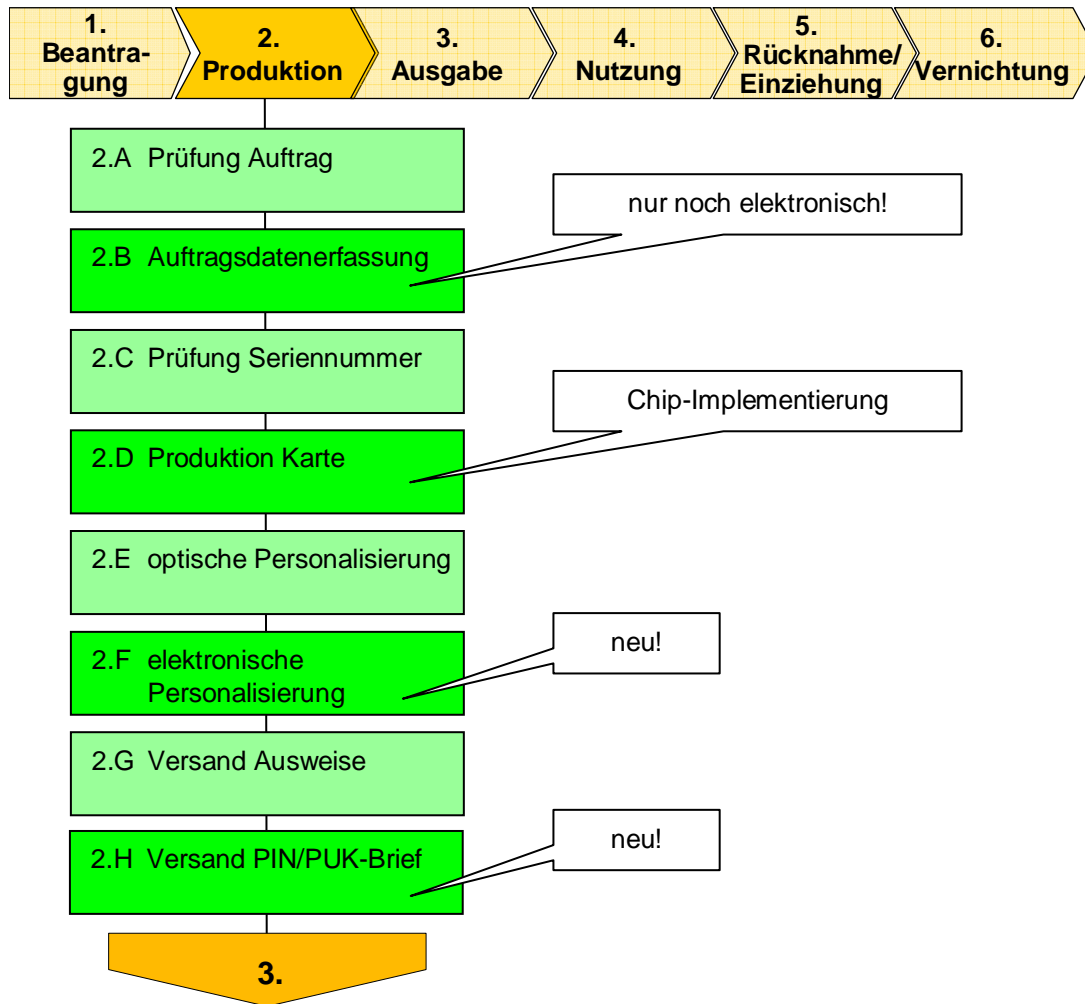 1.
Beantra-
gung
2.
Produktion
3.
Ausgabe
4.
Nutzung
5.
Rücknahme/
Einziehung
6.
Vernichtung
2.A Prüfung Auftrag
nur noch elektronisch!
2.B Auftragsdatenerfassung
2.C Prüfung Seriennummer
Chip-Implementierung
2.D Produktion Karte
2.E optische Personalisierung
neu!
2.F elektronische
Personalisierung
2.G Versand Ausweise
neu!
2.H Versand PIN/PUK-Brief
3.